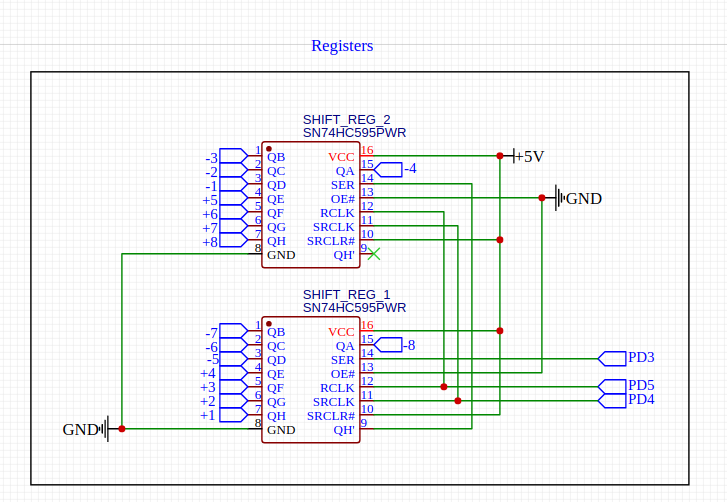 Registers
SHIFT_REG_2
SN74HC595PWR
-3 1 QB VCC 16 +5V
-2 2 QC QA 15 -4
-1 3 QD SER 14
+5 4 QE OE# 13 GND
+6 5 QF RCLK 12
+7 6 QG SRCLK 11
+8 7 QH SRCLR# 10
8 GND QH' 9
SHIFT_REG_1
SN74HC595PWR
-7 1 QB VCC 16
-6 2 QC QA 15 -8
-5 3 QD SER 14 PD3
+4 4 QE OE# 13
+3 5 QF RCLK 12 PD5
+2 6 QG SRCLK 11 PD4
+1 7 QH SRCLR# 10
GND 8 GND QH' 9